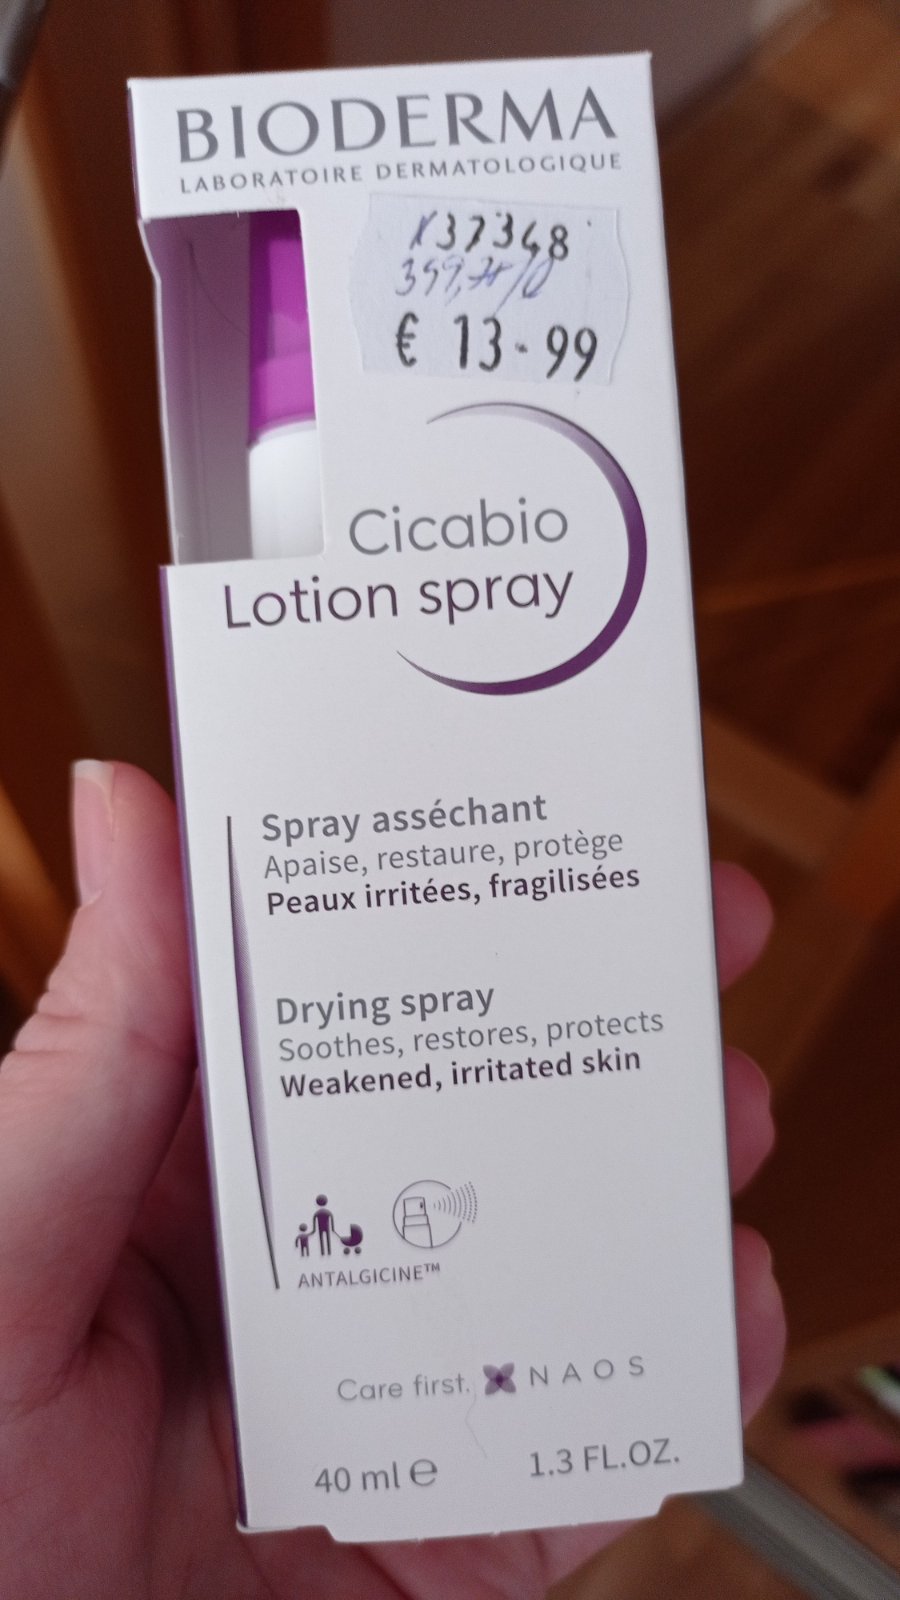 BIODERMA
LABORATOIRE DERMATOLOGIQUE
37348
€ 13-99
Cicabio
Lotion spray
Spray asséchant
Apaise, restaure, protège
Peaux irritées, fragilisées
Drying spray
Soothes, restores, protects
Weakened, irritated skin
ANTALGICINE™
Care first. NAOS
40 ml ℮ 1.3 FL.OZ.